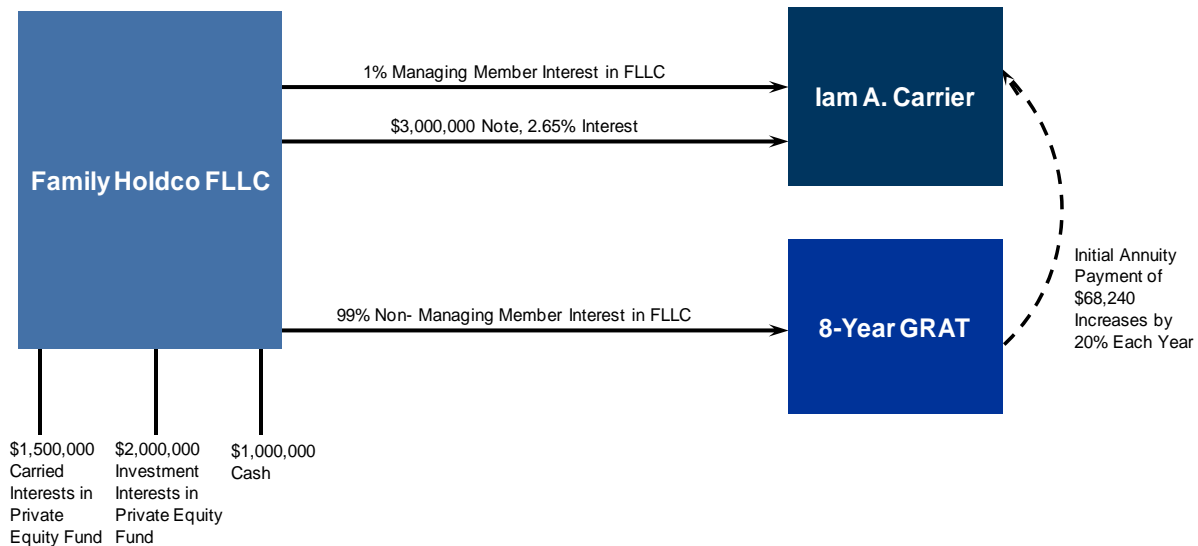 1% Managing Member Interest in FLLC
Iam A. Carrier
$3,000,000 Note, 2.65% Interest
Family Holdco FLLC
Initial Annuity
Payment of
$68,240
Increases by
20% Each Year
99% Non- Managing Member Interest in FLLC
8-Year GRAT
$1,500,000
Carried
Interests in
Private
Equity Fund
$2,000,000
Investment
Interests in
Private Equity
Fund
$1,000,000
Cash